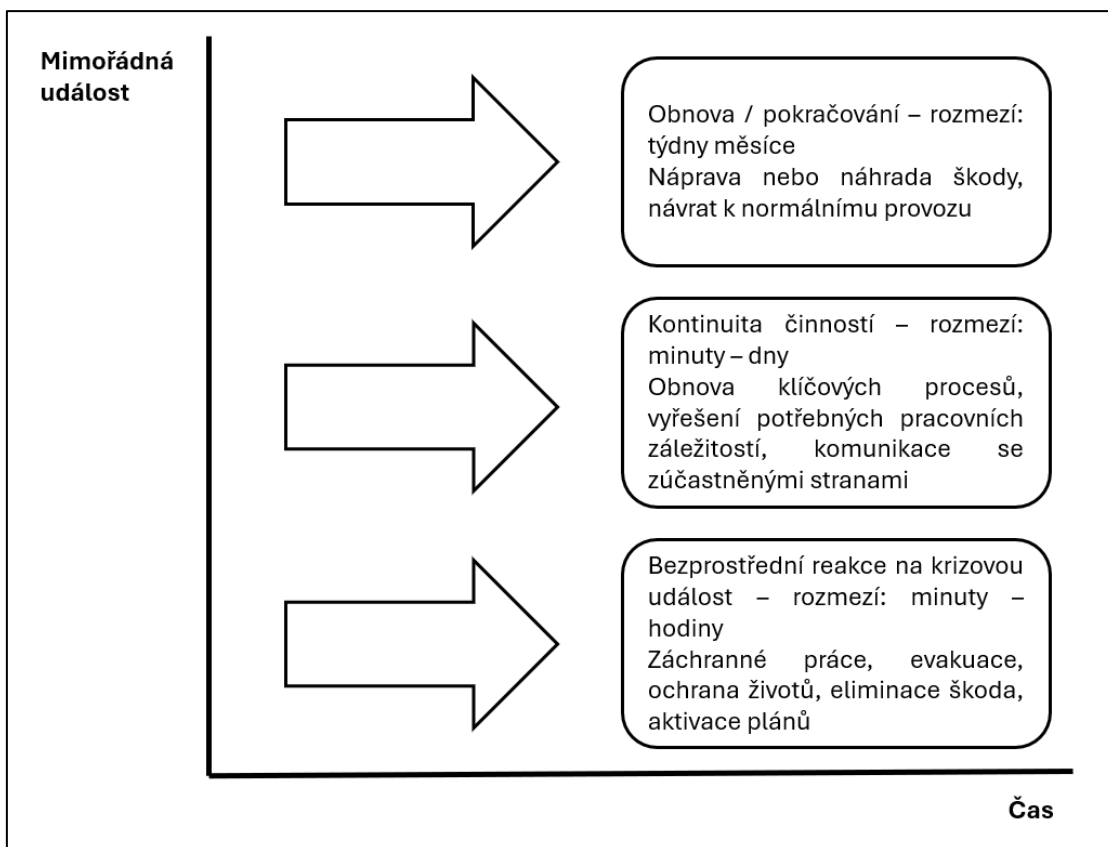 Mimořádná
událost
Obnova / pokračování – rozmezí:
týdny měsíce
Náprava nebo náhrada škody,
návrat k normálnímu provozu
Kontinuita činností – rozmezí:
minuty – dny
Obnova klíčových procesů,
vyřešení potřebných pracovních
záležitostí, komunikace se
zúčastněnými stranami
Bezprostřední reakce na krizovou
událost – rozmezí: minuty –
hodiny
Záchranné práce, evakuace,
ochrana životů, eliminace škoda,
aktivace plánů
Čas